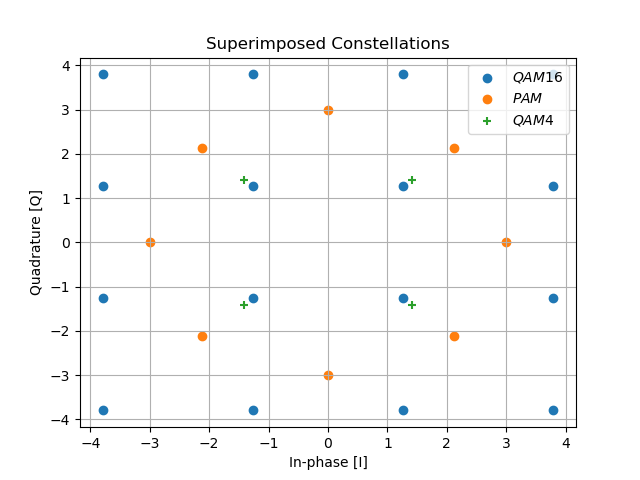 Superimposed Constellations
4
3
2
1
0
−1
−2
−3
−4
Quadrature [Q]
QAM16
PAM
QAM4
−4 −3 −2 −1 0 1 2 3 4
In-phase [I]